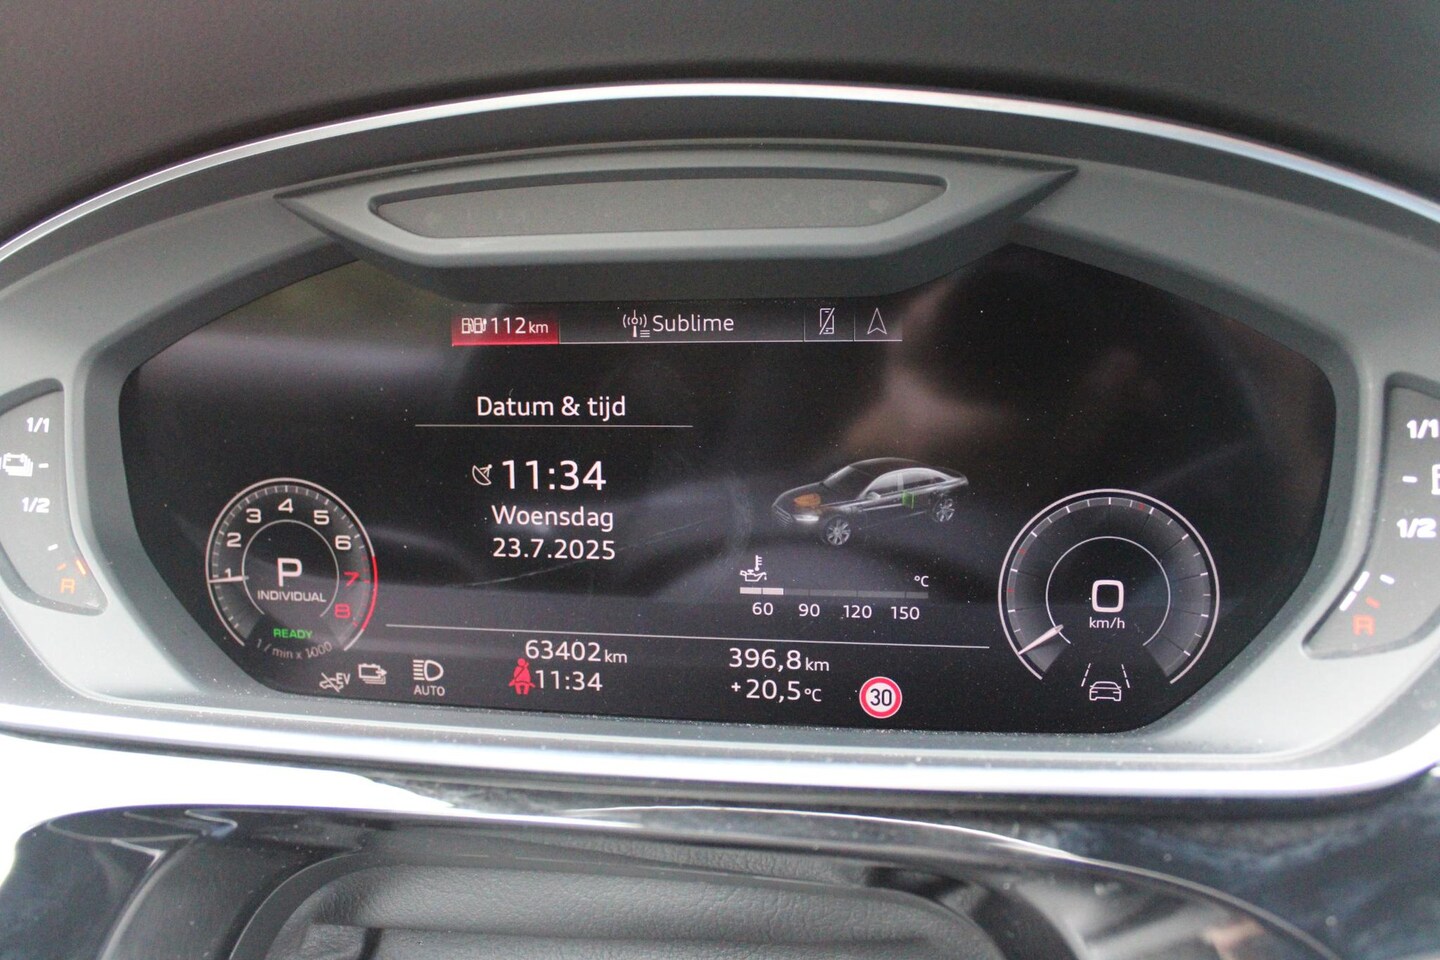 112 km
Sublime
Datum & tijd
11:34
Woensdag
23.7.2025
1/1
1/2
R
1 2 3 4 5 6 7 8
P
INDIVIDUAL
READY
1 / min x 1000
EV
AUTO
°C
60 90 120 150
63402 km
11:34
396,8 km
+20,5 °C
30
0
km/h
1/1
1/2
R